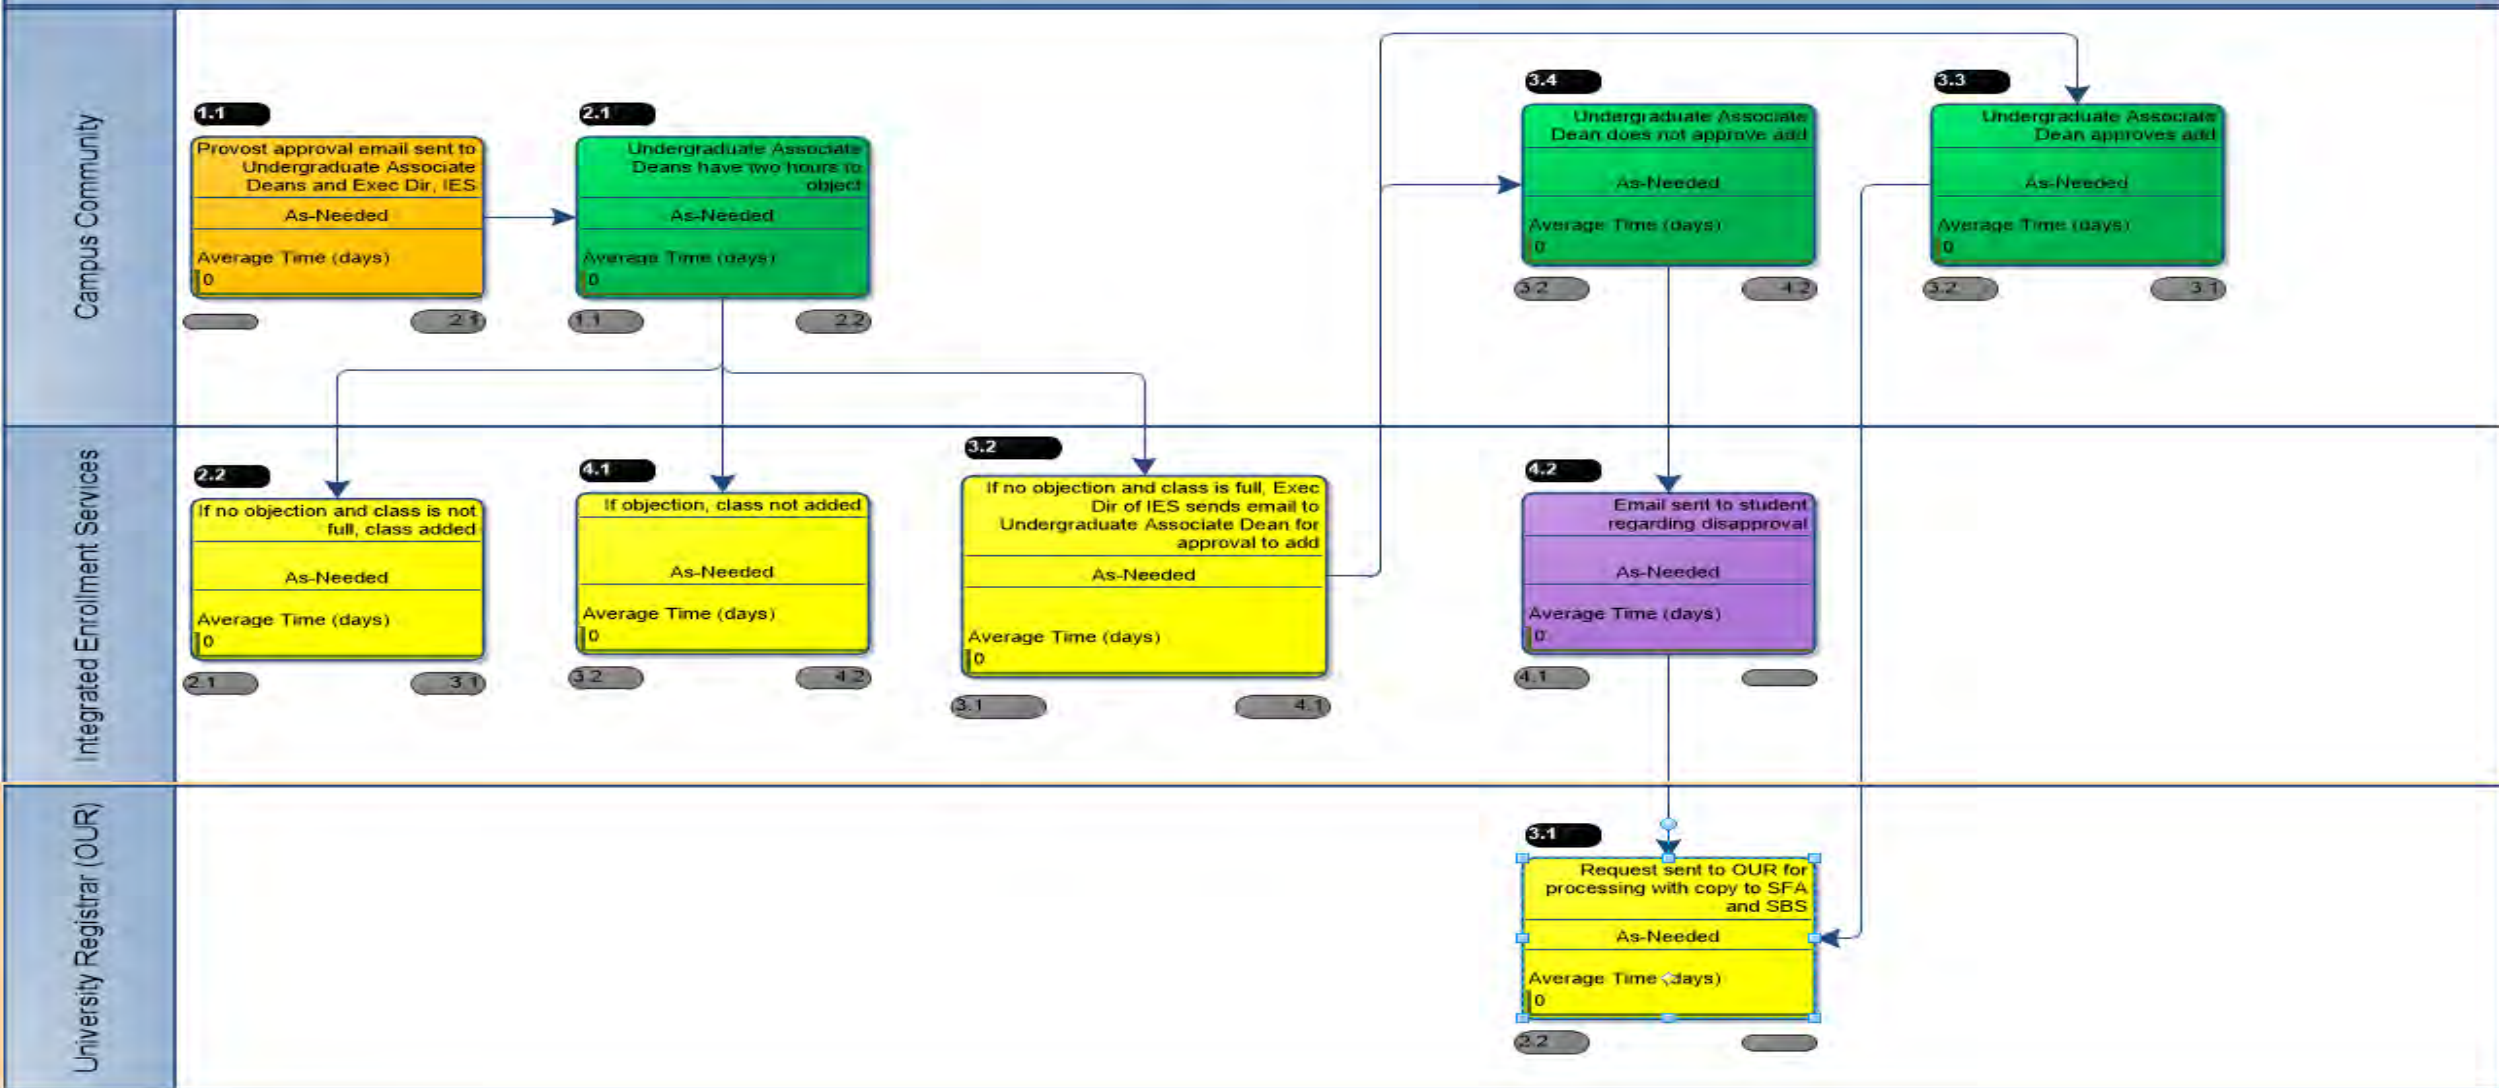 Campus Community
1.1
Provost approval email sent to
Undergraduate Associate
Deans and Exec Dir, IES
As-Needed
Average Time (days)
0
2.1
2.1
Undergraduate Associate
Deans have two hours to
object
As-Needed
Average Time (days)
0
1.1
2.2
3.4
Undergraduate Associate
Dean does not approve add
As-Needed
Average Time (days)
0
3.2
4.2
3.3
Undergraduate Associate
Dean approves add
As-Needed
Average Time (days)
0
3.2
3.1
Integrated Enrollment Services
2.2
If no objection and class is not
full, class added
As-Needed
Average Time (days)
0
2.1
3.1
4.1
If objection, class not added
As-Needed
Average Time (days)
0
3.2
4.2
3.2
If no objection and class is full, Exec
Dir of IES sends email to
Undergraduate Associate Dean for
approval to add
As-Needed
Average Time (days)
0
3.1
4.1
4.2
Email sent to student
regarding disapproval
As-Needed
Average Time (days)
0
4.1
University Registrar (OUR)
3.1
Request sent to OUR for
processing with copy to SFA
and SBS
As-Needed
Average Time (days)
0
2.2